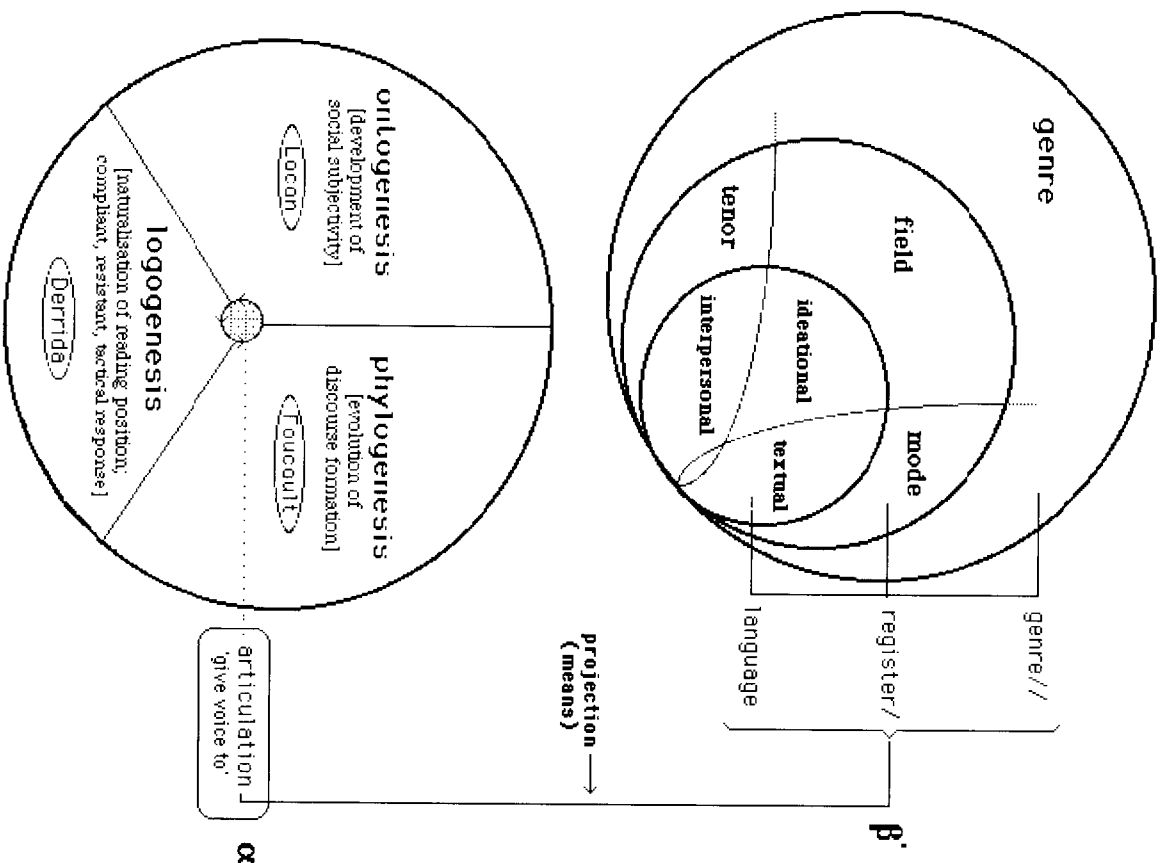 genre
genre//
field
mode
register/
β'
tenor
ideational
textual
language
interpersonal
projection
(means)
ontogenesis
[development of
social subjectivity]
Lacan
phylogenesis
[evolution of
discourse formation]
Foucault
articulation
'give voice to'
α
logogenesis
[naturalisation of reading position;
compliant, resistant, tactical response]
Derrida